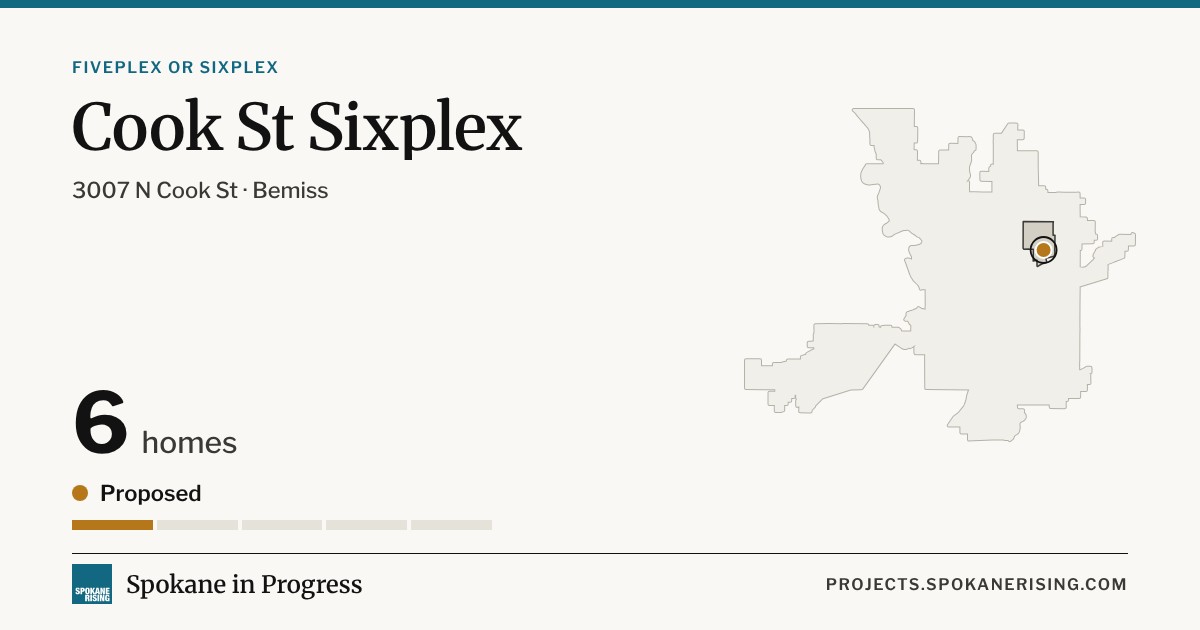 FIVEPLEX OR SIXPLEX
Cook St Sixplex
3007 N Cook St · Bemiss
6 homes
Proposed
SPOKANE
RISING
Spokane in Progress
PROJECTS.SPOKANERISING.COM